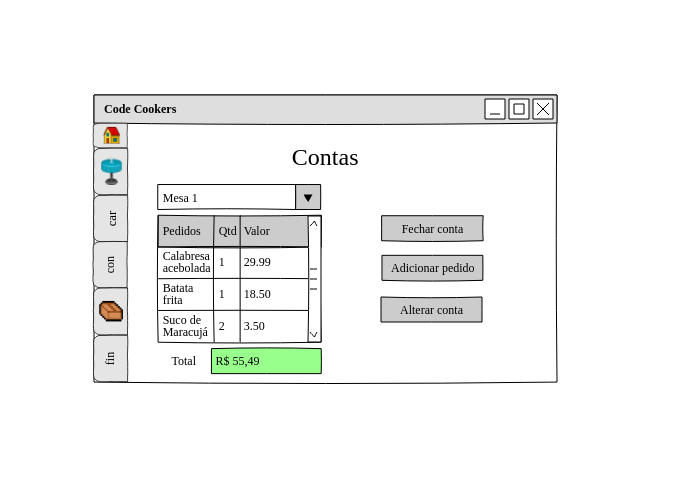 Code Cookers
Contas
Mesa 1
car
con
fin
Pedidos Qtd Valor
Calabresa
acebolada 1 29.99
Batata
frita 1 18.50
Suco de
Maracujá 2 3.50
Total R$ 55,49
Fechar conta
Adicionar pedido
Alterar conta